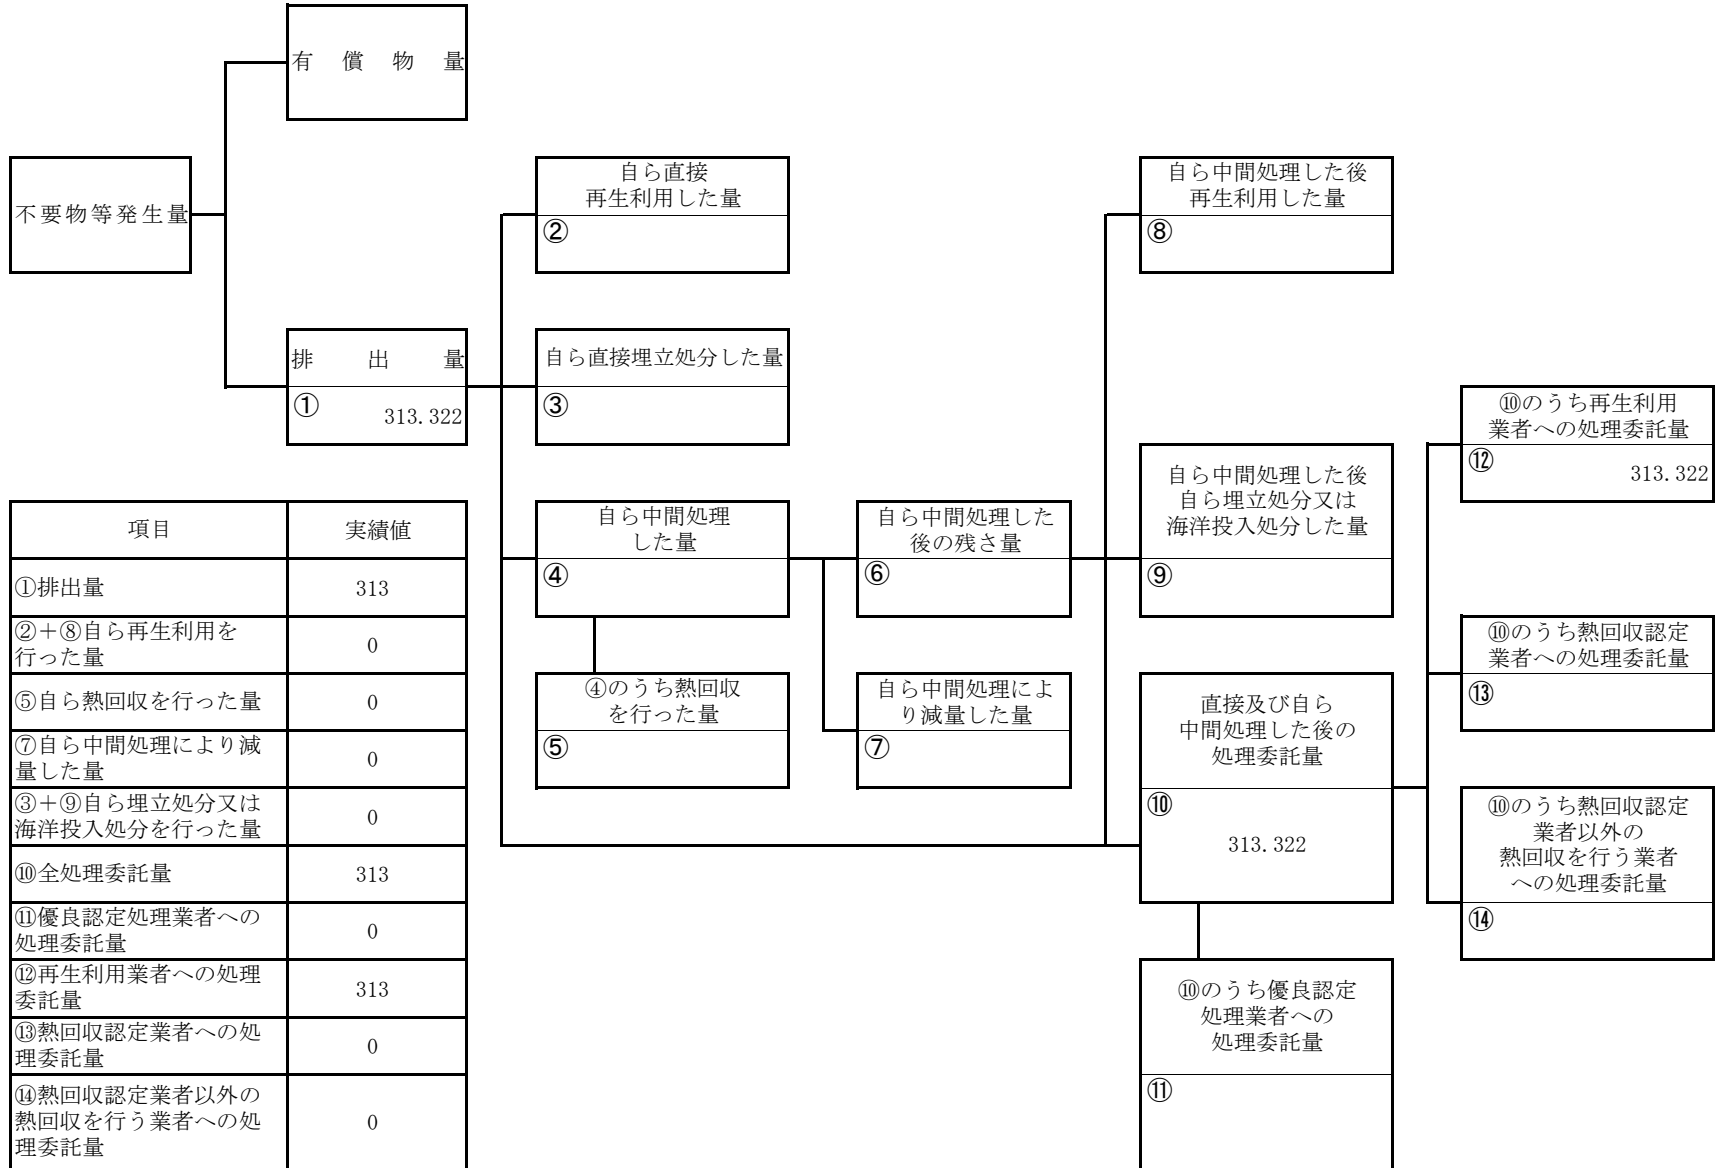 有償物量
不要物等発生量
排出量
①
313.322
自ら直接
再生利用した量
②
自ら直接埋立処分した量
③
自ら中間処理
した量
④
④のうち熱回収
を行った量
⑤
自ら中間処理した
後の残さ量
⑥
自ら中間処理によ
り減量した量
⑦
自ら中間処理した後
再生利用した量
⑧
自ら中間処理した後
自ら埋立処分又は
海洋投入処分した量
⑨
直接及び自ら
中間処理した後の
処理委託量
⑩
313.322
⑩のうち優良認定
処理業者への
処理委託量
⑪
⑩のうち再生利用
業者への処理委託量
⑫
313.322
⑩のうち熱回収認定
業者への処理委託量
⑬
⑩のうち熱回収認定
業者以外の
熱回収を行う業者
への処理委託量
⑭
項目 実績値
①排出量 313
②＋⑧自ら再生利用を
行った量 0
⑤自ら熱回収を行った量 0
⑦自ら中間処理により減
量した量 0
③＋⑨自ら埋立処分又は
海洋投入処分を行った量 0
⑩全処理委託量 313
⑪優良認定処理業者への
処理委託量 0
⑫再生利用業者への処理
委託量 313
⑬熱回収認定業者への処
理委託量 0
⑭熱回収認定業者以外の
熱回収を行う業者への処
理委託量 0